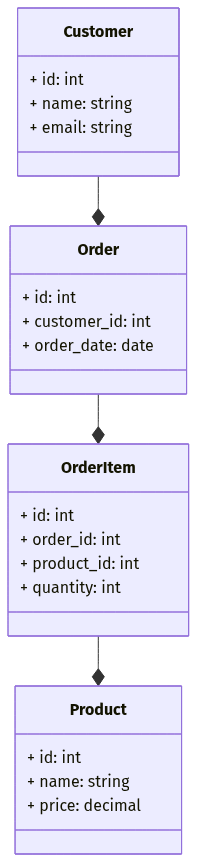 Customer
+ id: int
+ name: string
+ email: string
Order
+ id: int
+ customer_id: int
+ order_date: date
OrderItem
+ id: int
+ order_id: int
+ product_id: int
+ quantity: int
Product
+ id: int
+ name: string
+ price: decimal